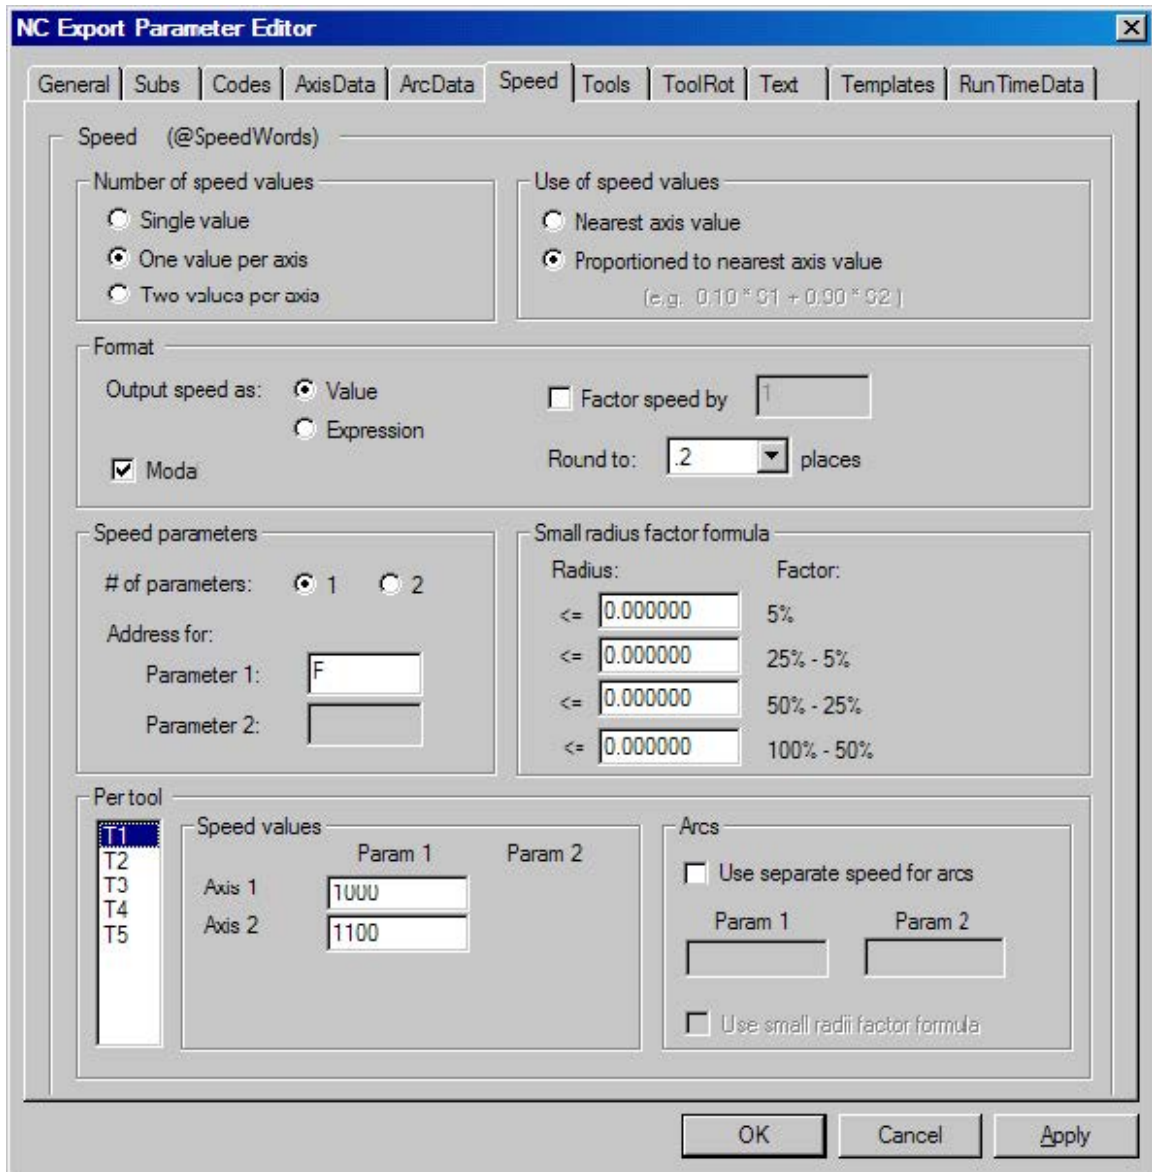 NC Export Parameter Editor
General Subs Codes AxisData ArcData Speed Tools ToolRot Text Templates RunTimeData
Speed (@SpeedWords)
Number of speed values
Single value
One value per axis
Two values per axis
Use of speed values
Nearest axis value
Proportioned to nearest axis value
(e.g. 0.10 * S1 + 0.90 * S2 )
Format
Output speed as:
Value
Expression
Moda
Factor speed by 1
Round to: .2 places
Speed parameters
# of parameters: 1 2
Address for:
Parameter 1: F
Parameter 2:
Small radius factor formula
Radius: Factor:
<= 0.000000 5%
<= 0.000000 25% - 5%
<= 0.000000 50% - 25%
<= 0.000000 100% - 50%
Per tool
T1
T2
T3
T4
T5
Speed values
Param 1 Param 2
Axis 1 1000
Axis 2 1100
Arcs
Use separate speed for arcs
Param 1 Param 2
Use small radii factor formula
OK Cancel Apply